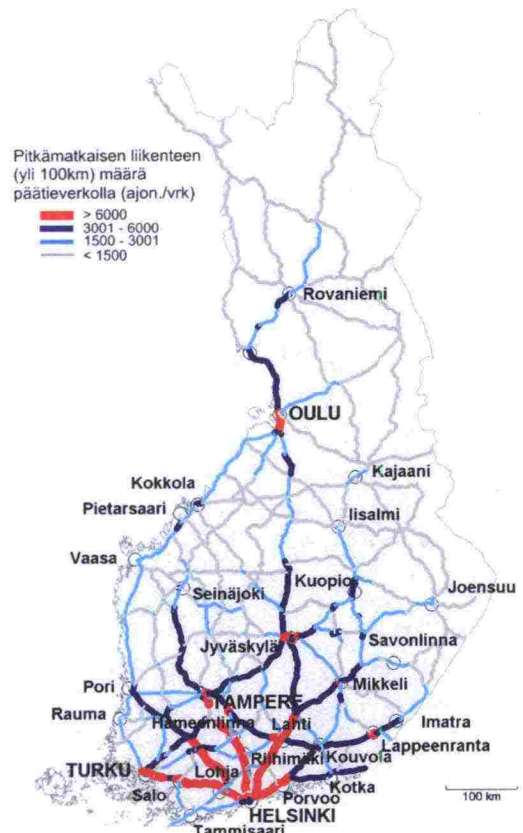 Pitkämatkaisen liikenteen
(yli 100km) määrä
päätieverkolla (ajon./vrk)
> 6000
3001 - 6000
1500 - 3001
< 1500
Rovaniemi
OULU
Kajaani
Kokkola
Pietarsaari
Iisalmi
Vaasa
Seinäjoki
Kuopio
Joensuu
Jyväskylä
Savonlinna
Pori
Mikkeli
TAMPERE
Rauma
Hämeenlinna
Lahti
Imatra
Lappeenranta
Riihimäki
Kouvola
TURKU
Lohja
Kotka
Salo
Porvoo
HELSINKI
Tammisaari
100 km